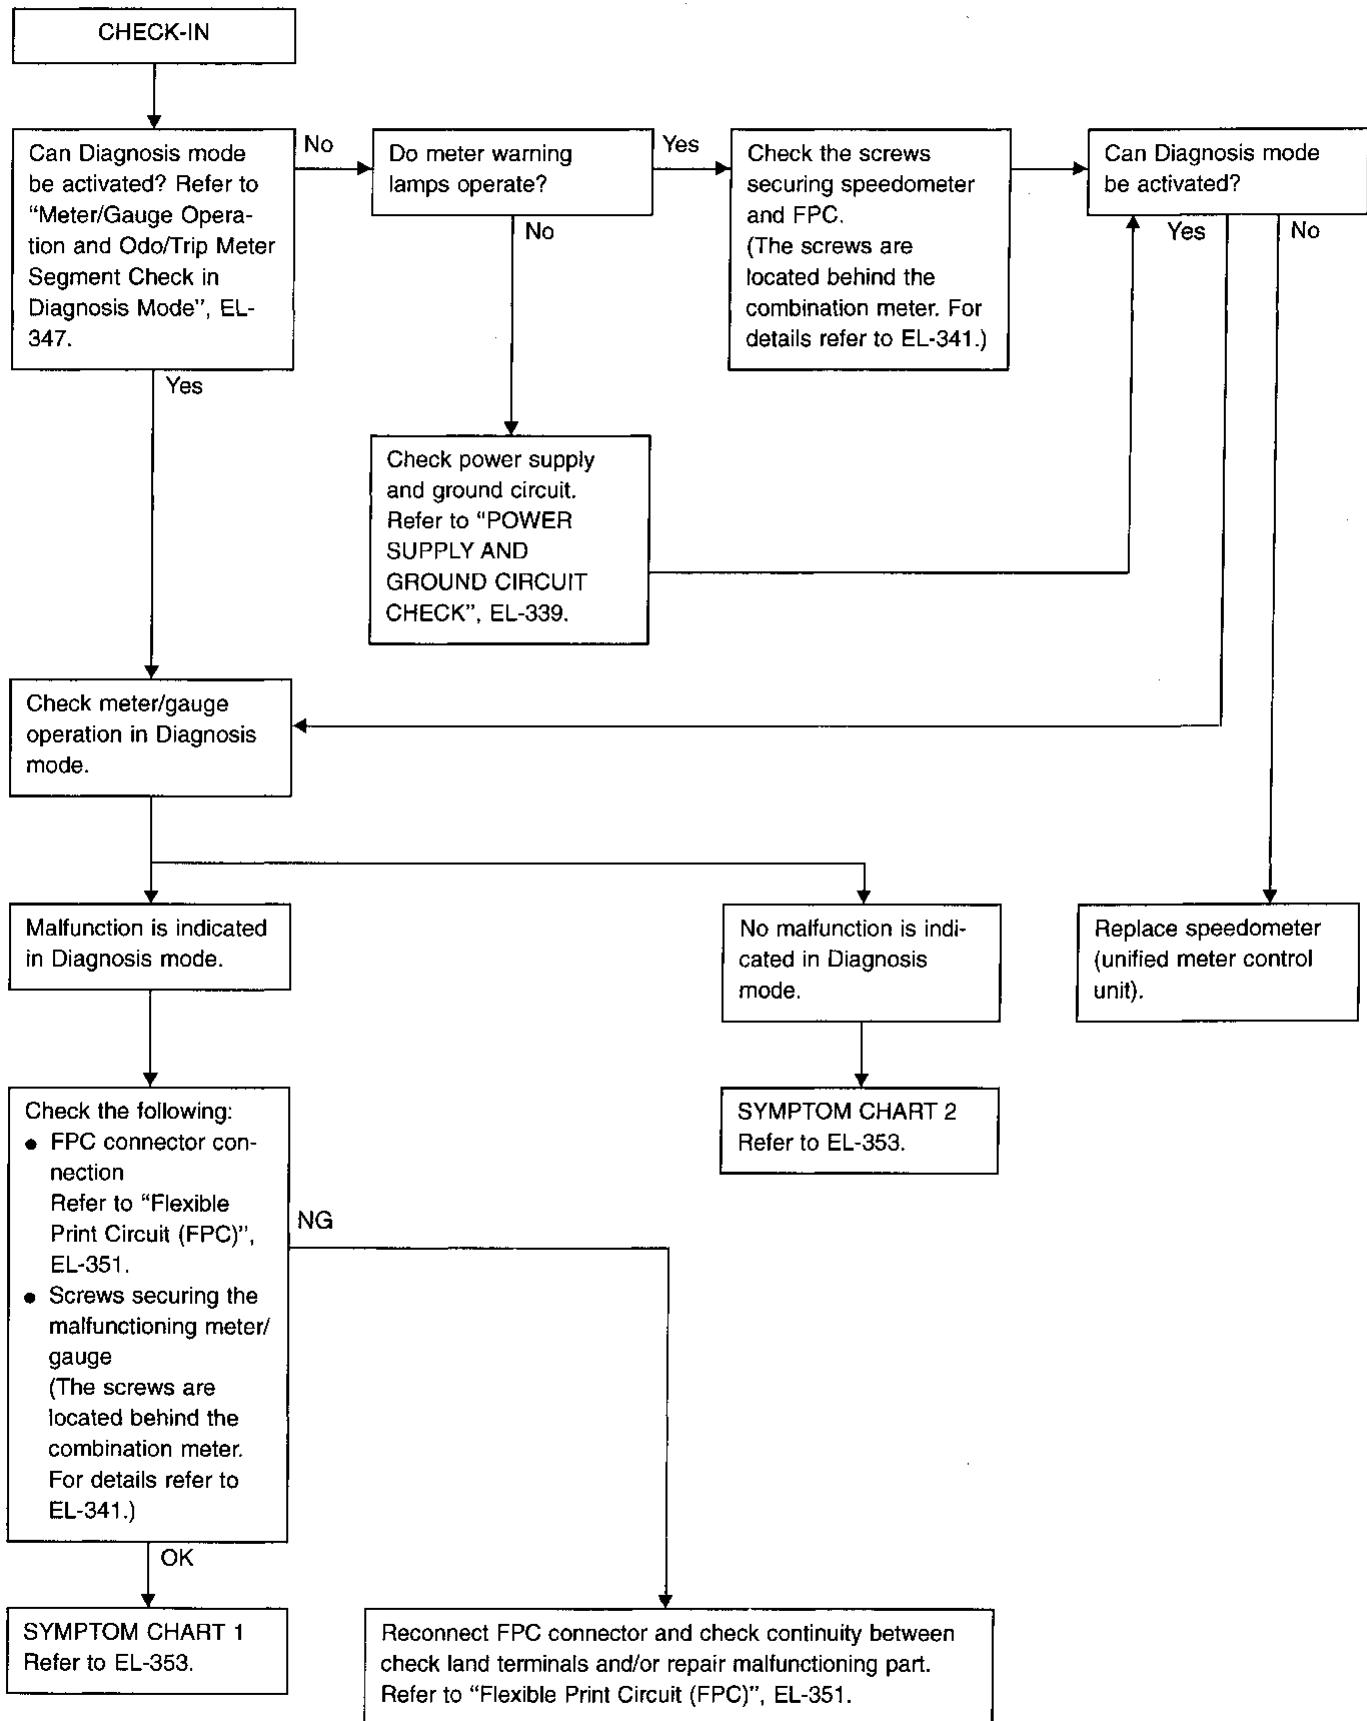 CHECK-IN
Can Diagnosis mode
be activated? Refer to
“Meter/Gauge Opera-
tion and Odo/Trip Meter
Segment Check in
Diagnosis Mode”, EL-
347.
No
Do meter warning
lamps operate?
Yes
Check the screws
securing speedometer
and FPC.
(The screws are
located behind the
combination meter. For
details refer to EL-341.)
Can Diagnosis mode
be activated?
Yes
No
No
Yes
Check power supply
and ground circuit.
Refer to “POWER
SUPPLY AND
GROUND CIRCUIT
CHECK”, EL-339.
Check meter/gauge
operation in Diagnosis
mode.
Malfunction is indicated
in Diagnosis mode.
No malfunction is indi-
cated in Diagnosis
mode.
Replace speedometer
(unified meter control
unit).
Check the following:
● FPC connector con-
nection
Refer to “Flexible
Print Circuit (FPC)”,
EL-351.
● Screws securing the
malfunctioning meter/
gauge
(The screws are
located behind the
combination meter.
For details refer to
EL-341.)
NG
SYMPTOM CHART 2
Refer to EL-353.
OK
SYMPTOM CHART 1
Refer to EL-353.
Reconnect FPC connector and check continuity between
check land terminals and/or repair malfunctioning part.
Refer to “Flexible Print Circuit (FPC)”, EL-351.